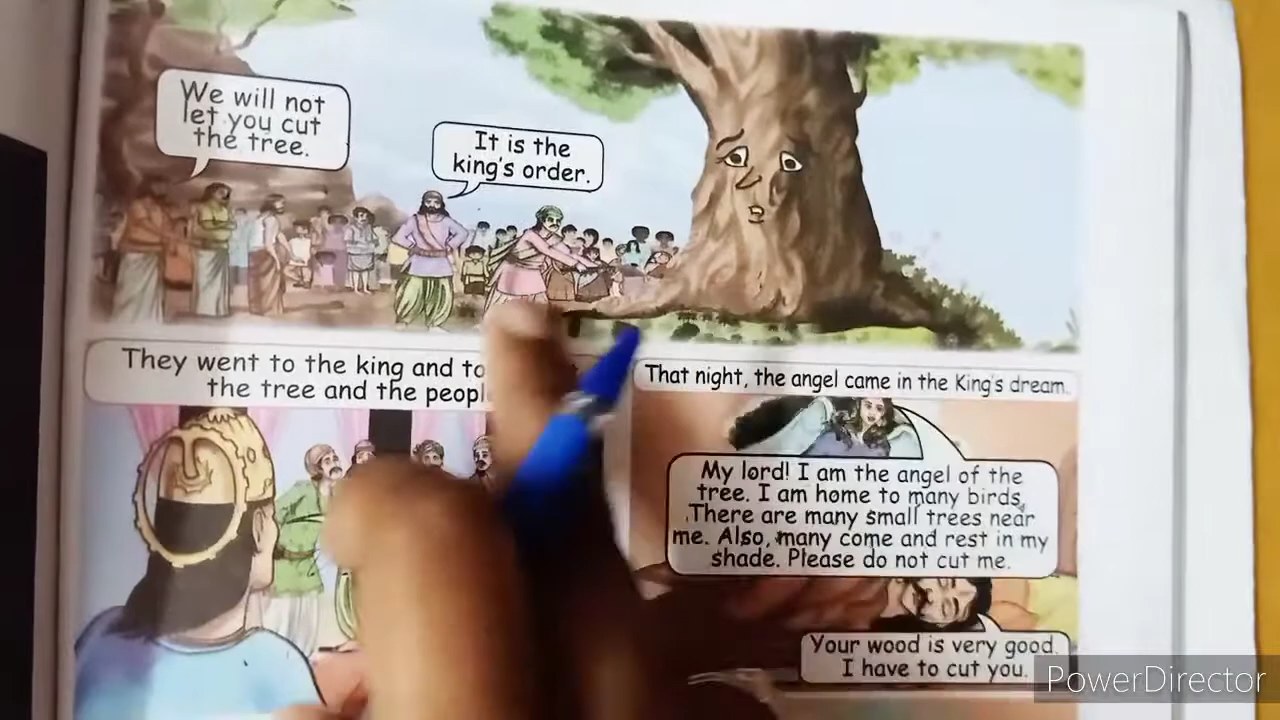 We will not
let you cut
the tree.
It is the
king's order.
They went to the king and
the tree and the
That night, the angel came in the King's dream.
My lord! I am the angel of the
tree. I am home to many birds.
There are many small trees near
me. Also, many come and rest in my
shade. Please do not cut me.
Your wood is very good.
I have to cut you.
PowerDirector